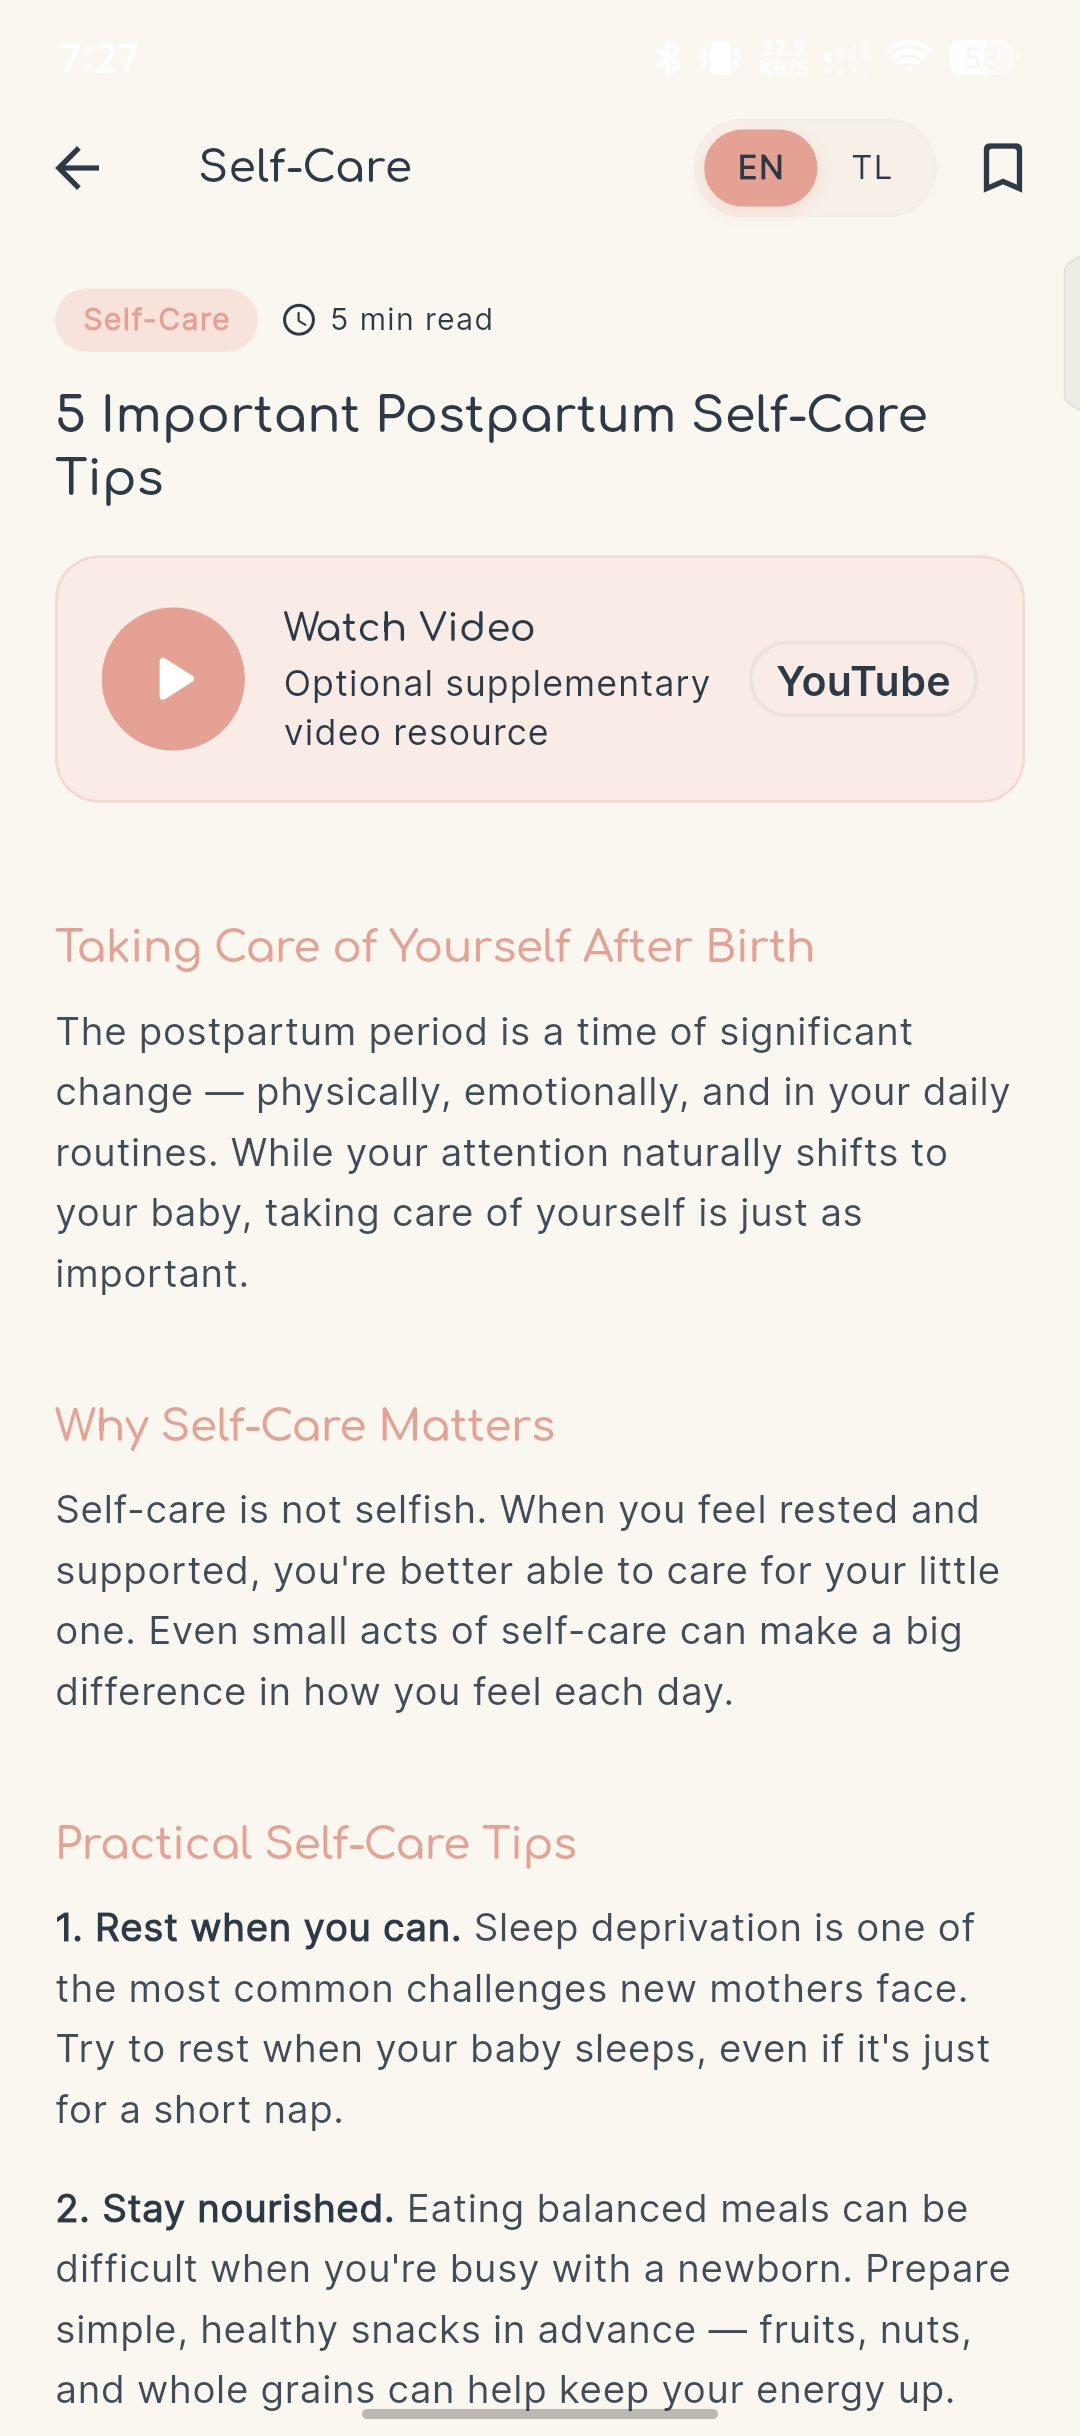 7:27
32.5
KB/S
58
Self-Care
EN
TL
Self-Care
5 min read
5 Important Postpartum Self-Care
Tips
Watch Video
Optional supplementary
video resource
YouTube
Taking Care of Yourself After Birth
The postpartum period is a time of significant
change — physically, emotionally, and in your daily
routines. While your attention naturally shifts to
your baby, taking care of yourself is just as
important.
Why Self-Care Matters
Self-care is not selfish. When you feel rested and
supported, you're better able to care for your little
one. Even small acts of self-care can make a big
difference in how you feel each day.
Practical Self-Care Tips
1. Rest when you can. Sleep deprivation is one of
the most common challenges new mothers face.
Try to rest when your baby sleeps, even if it's just
for a short nap.
2. Stay nourished. Eating balanced meals can be
difficult when you're busy with a newborn. Prepare
simple, healthy snacks in advance — fruits, nuts,
and whole grains can help keep your energy up.